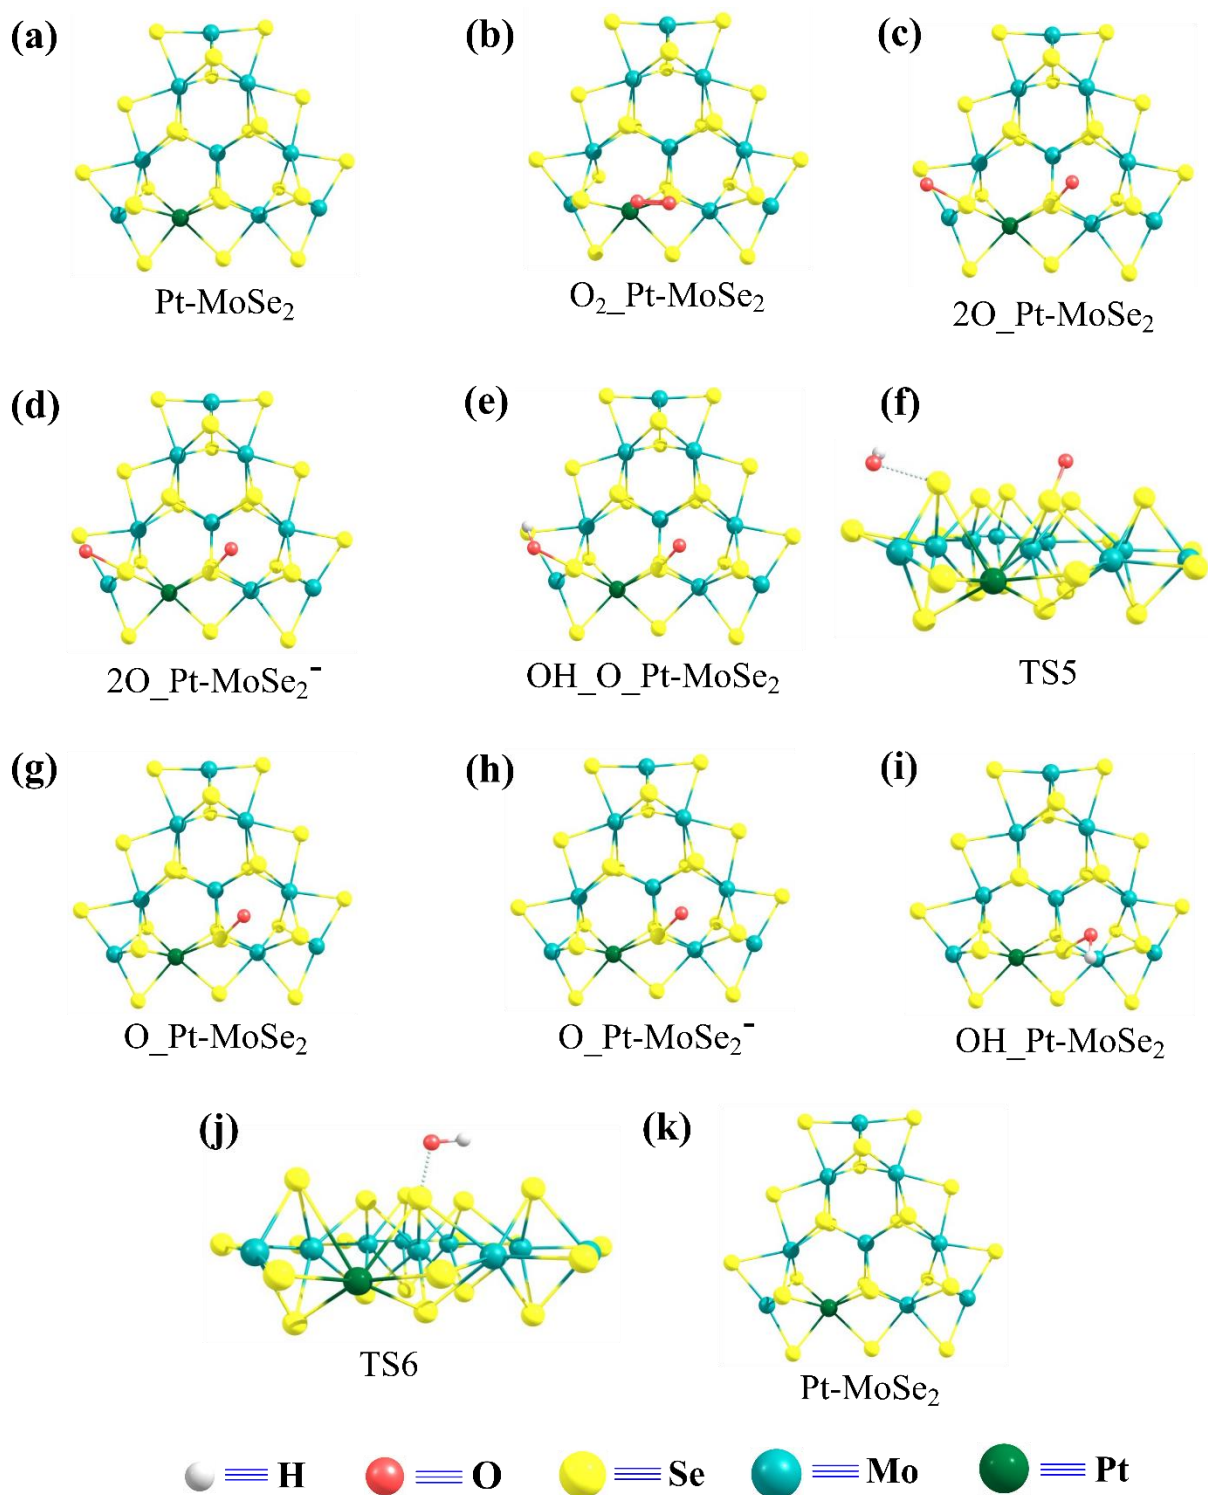 (a)
(b)
(c)
Pt-MoSe₂
O₂_Pt-MoSe₂
2O_Pt-MoSe₂
(d)
(e)
(f)
2O_Pt-MoSe₂⁻
OH_O_Pt-MoSe₂
TS5
(g)
(h)
(i)
O_Pt-MoSe₂
O_Pt-MoSe₂⁻
OH_Pt-MoSe₂
(j)
(k)
TS6
Pt-MoSe₂
H
O
Se
Mo
Pt